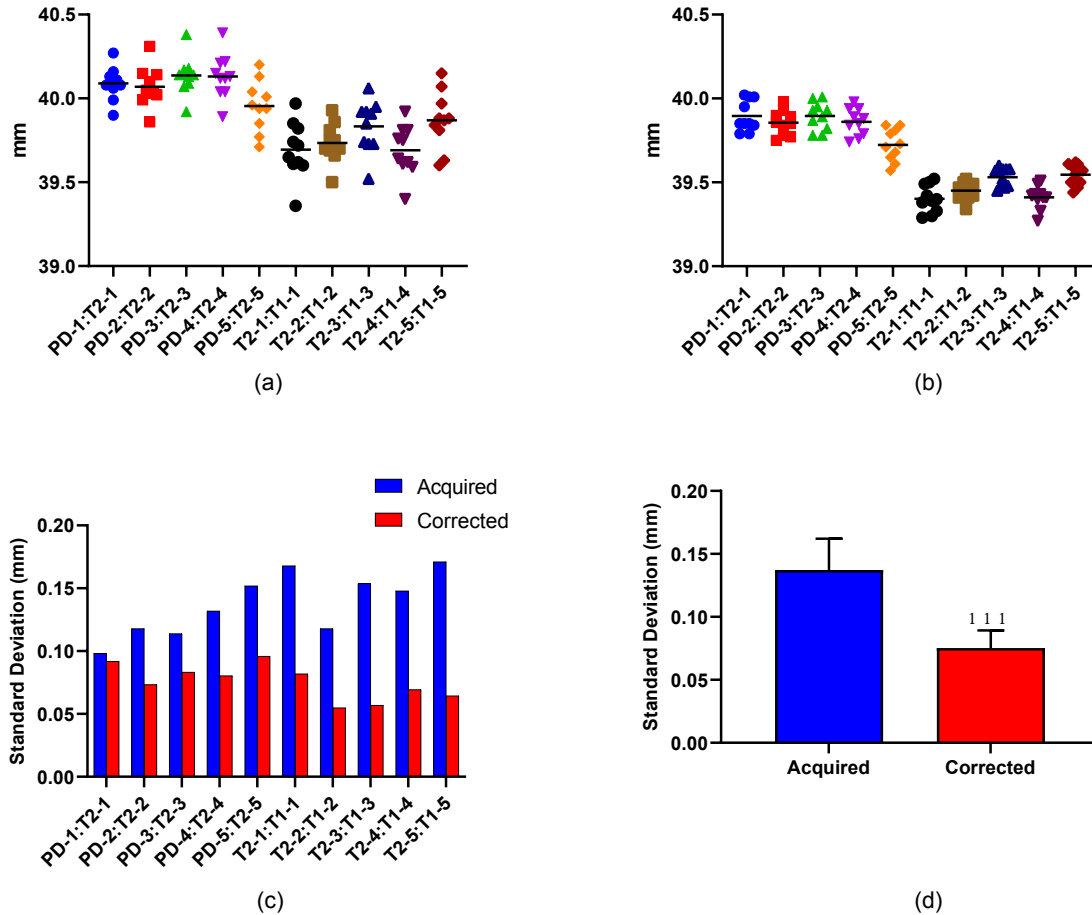 40.5
40.0
39.5
39.0
mm
PD-1:T2-1
PD-2:T2-2
PD-3:T2-3
PD-4:T2-4
PD-5:T2-5
T2-1:T1-1
T2-2:T1-2
T2-3:T1-3
T2-4:T1-4
T2-5:T1-5
(a)
40.5
40.0
39.5
39.0
mm
PD-1:T2-1
PD-2:T2-2
PD-3:T2-3
PD-4:T2-4
PD-5:T2-5
T2-1:T1-1
T2-2:T1-2
T2-3:T1-3
T2-4:T1-4
T2-5:T1-5
(b)
Acquired
Corrected
0.20
0.15
0.10
0.05
0.00
Standard Deviation (mm)
PD-1:T2-1
PD-2:T2-2
PD-3:T2-3
PD-4:T2-4
PD-5:T2-5
T2-1:T1-1
T2-2:T1-2
T2-3:T1-3
T2-4:T1-4
T2-5:T1-5
(c)
0.20
0.15
0.10
0.05
0.00
Standard Deviation (mm)
1 1 1
Acquired
Corrected
(d)